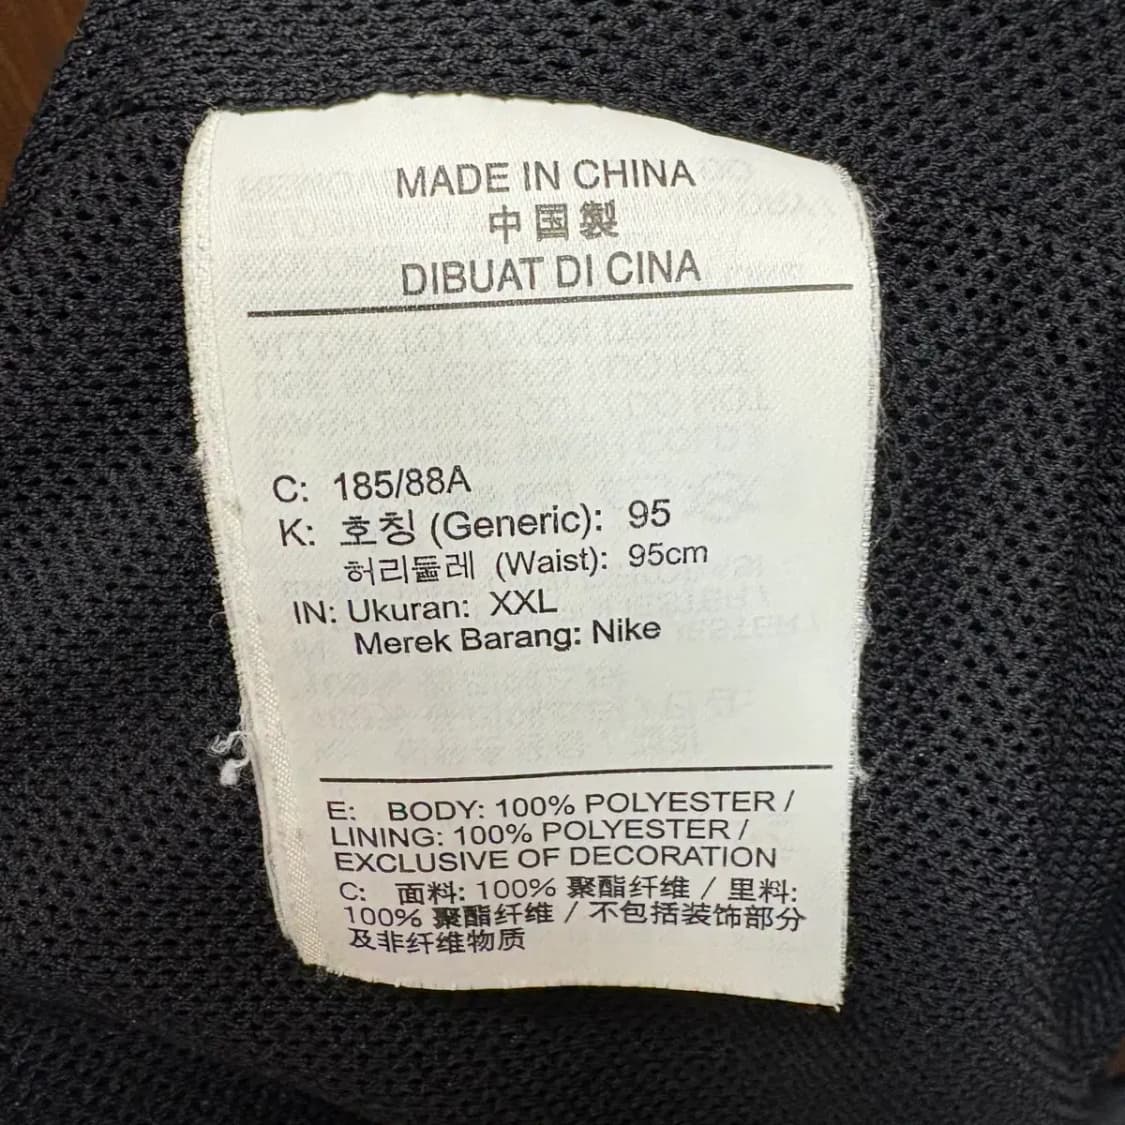 MADE IN CHINA
中国製
DIBUAT DI CINA
C: 185/88A
K: 호칭 (Generic): 95
허리둘레 (Waist): 95cm
IN: Ukuran: XXL
Merek Barang: Nike
E: BODY: 100% POLYESTER /
LINING: 100% POLYESTER /
EXCLUSIVE OF DECORATION
C: 面料: 100% 聚酯纤维 / 里料:
100% 聚酯纤维 / 不包括装饰部分
及非纤维物质